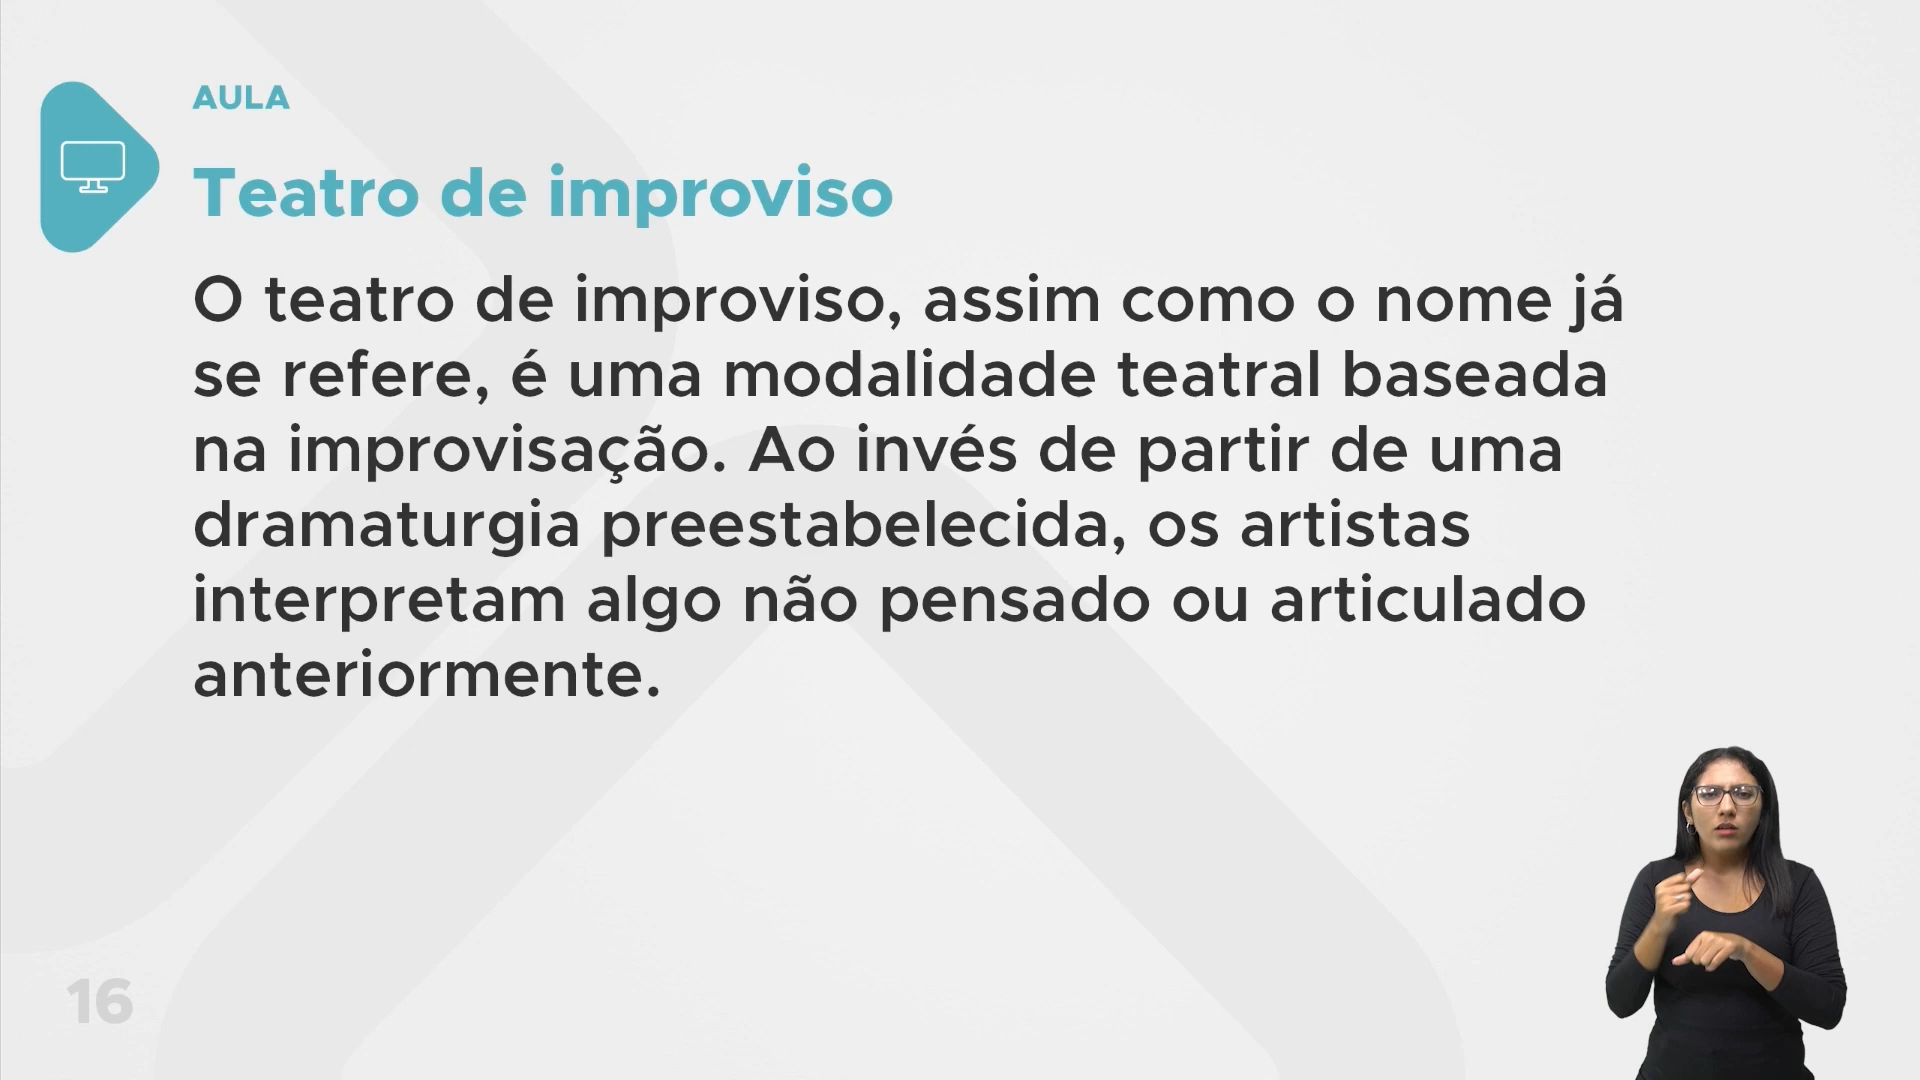 AULA
Teatro de improviso
O teatro de improviso, assim como o nome já
se refere, é uma modalidade teatral baseada
na improvisação. Ao invés de partir de uma
dramaturgia preestabelecida, os artistas
interpretam algo não pensado ou articulado
anteriormente.
16